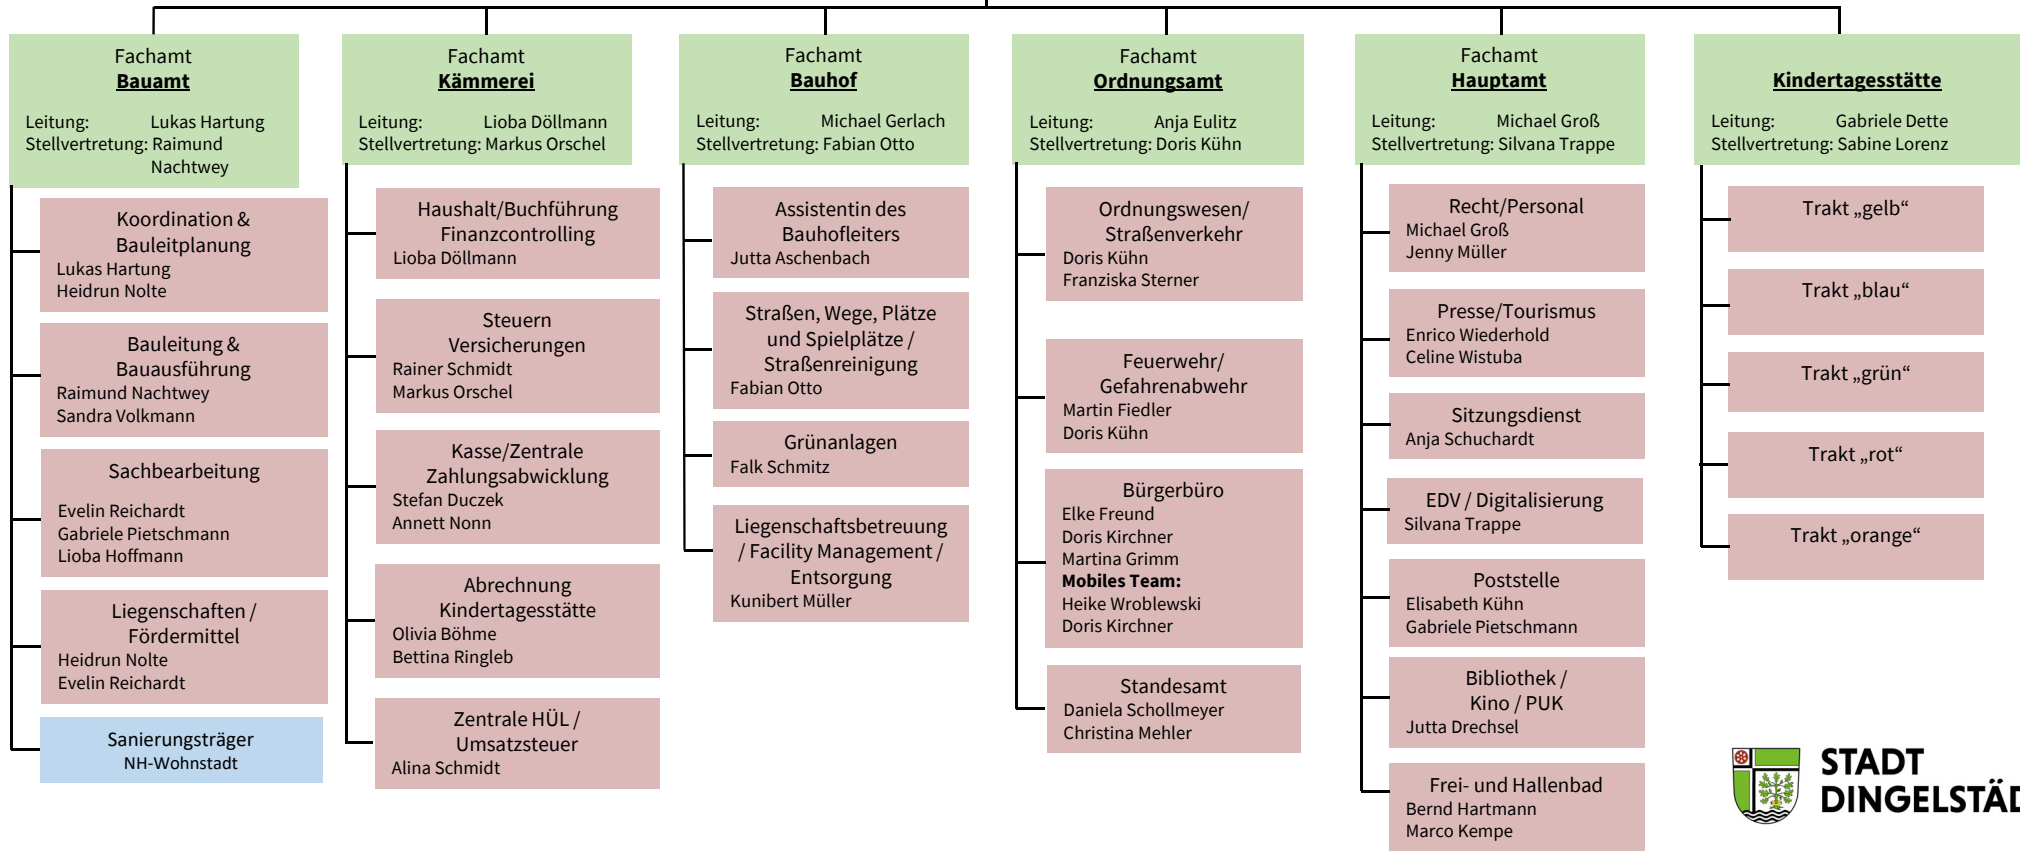 Fachamt
Bauamt
Leitung: Lukas Hartung
Stellvertretung: Raimund
Nachtwey
Koordination &
Bauleitplanung
Lukas Hartung
Heidrun Nolte
Bauleitung &
Bauausführung
Raimund Nachtwey
Sandra Volkmann
Sachbearbeitung
Evelin Reichardt
Gabriele Pietschmann
Lioba Hoffmann
Liegenschaften /
Fördermittel
Heidrun Nolte
Evelin Reichardt
Sanierungsträger
NH-Wohnstadt
Fachamt
Kämmerei
Leitung: Lioba Döllmann
Stellvertretung: Markus Orschel
Haushalt/Buchführung
Finanzcontrolling
Lioba Döllmann
Steuern
Versicherungen
Rainer Schmidt
Markus Orschel
Kasse/Zentrale
Zahlungsabwicklung
Stefan Duczek
Annett Nonn
Abrechnung
Kindertagesstätte
Olivia Böhme
Bettina Ringleb
Zentrale HÜL /
Umsatzsteuer
Alina Schmidt
Fachamt
Bauhof
Leitung: Michael Gerlach
Stellvertretung: Fabian Otto
Assistentin des
Bauhofleiters
Jutta Aschenbach
Straßen, Wege, Plätze
und Spielplätze /
Straßenreinigung
Fabian Otto
Grünanlagen
Falk Schmitz
Liegenschaftsbetreuung
/ Facility Management /
Entsorgung
Kunibert Müller
Fachamt
Ordnungsamt
Leitung: Anja Eulitz
Stellvertretung: Doris Kühn
Ordnungswesen/
Straßenverkehr
Doris Kühn
Franziska Sterner
Feuerwehr/
Gefahrenabwehr
Martin Fiedler
Doris Kühn
Bürgerbüro
Elke Freund
Doris Kirchner
Martina Grimm
Mobiles Team:
Heike Wroblewski
Doris Kirchner
Standesamt
Daniela Schollmeyer
Christina Mehler
Fachamt
Hauptamt
Leitung: Michael Groß
Stellvertretung: Silvana Trappe
Recht/Personal
Michael Groß
Jenny Müller
Presse/Tourismus
Enrico Wiederhold
Celine Wistuba
Sitzungsdienst
Anja Schuchardt
EDV / Digitalisierung
Silvana Trappe
Poststelle
Elisabeth Kühn
Gabriele Pietschmann
Bibliothek /
Kino / PUK
Jutta Drechsel
Frei- und Hallenbad
Bernd Hartmann
Marco Kempe
Kindertagesstätte
Leitung: Gabriele Dette
Stellvertretung: Sabine Lorenz
Trakt „gelb“
Trakt „blau“
Trakt „grün“
Trakt „rot“
Trakt „orange“
STADT
DINGELSTÄD